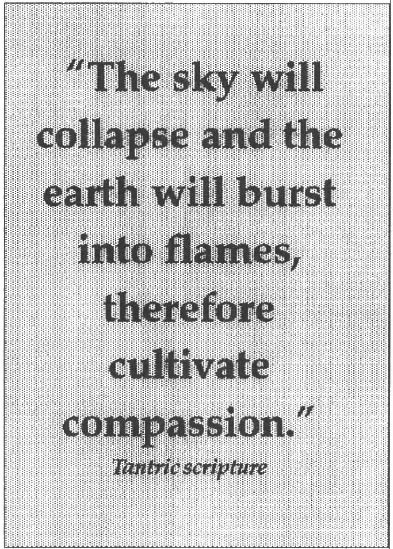 “The sky will
collapse and the
earth will burst
into flames,
therefore
cultivate
compassion.”
Tantric scripture